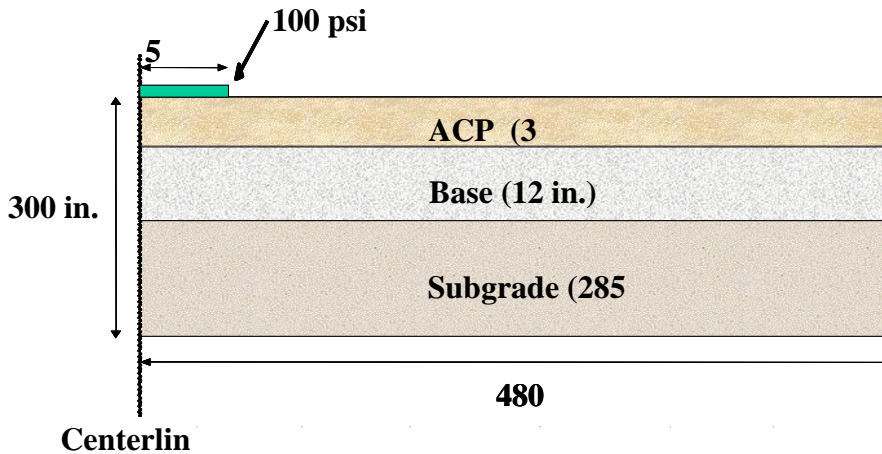 100 psi
5
ACP (3
Base (12 in.)
300 in.
Subgrade (285
480
Centerlin